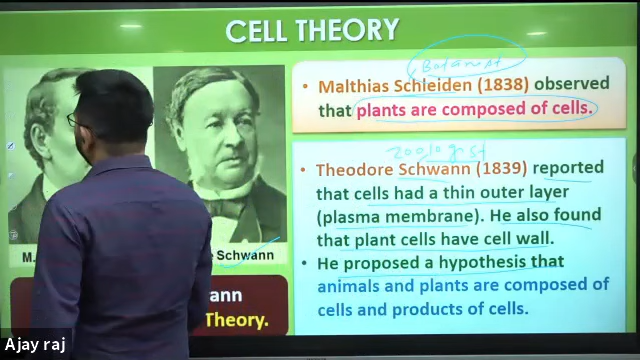 CELL THEORY
Botanist
• Malthias Schleiden (1838) observed
that plants are composed of cells.
Zoologist
• Theodore Schwann (1839) reported
that cells had a thin outer layer
(plasma membrane). He also found
that plant cells have cell wall.
• He proposed a hypothesis that
animals and plants are composed of
cells and products of cells.
M.
Schwann
ann
Theory.
Ajay raj